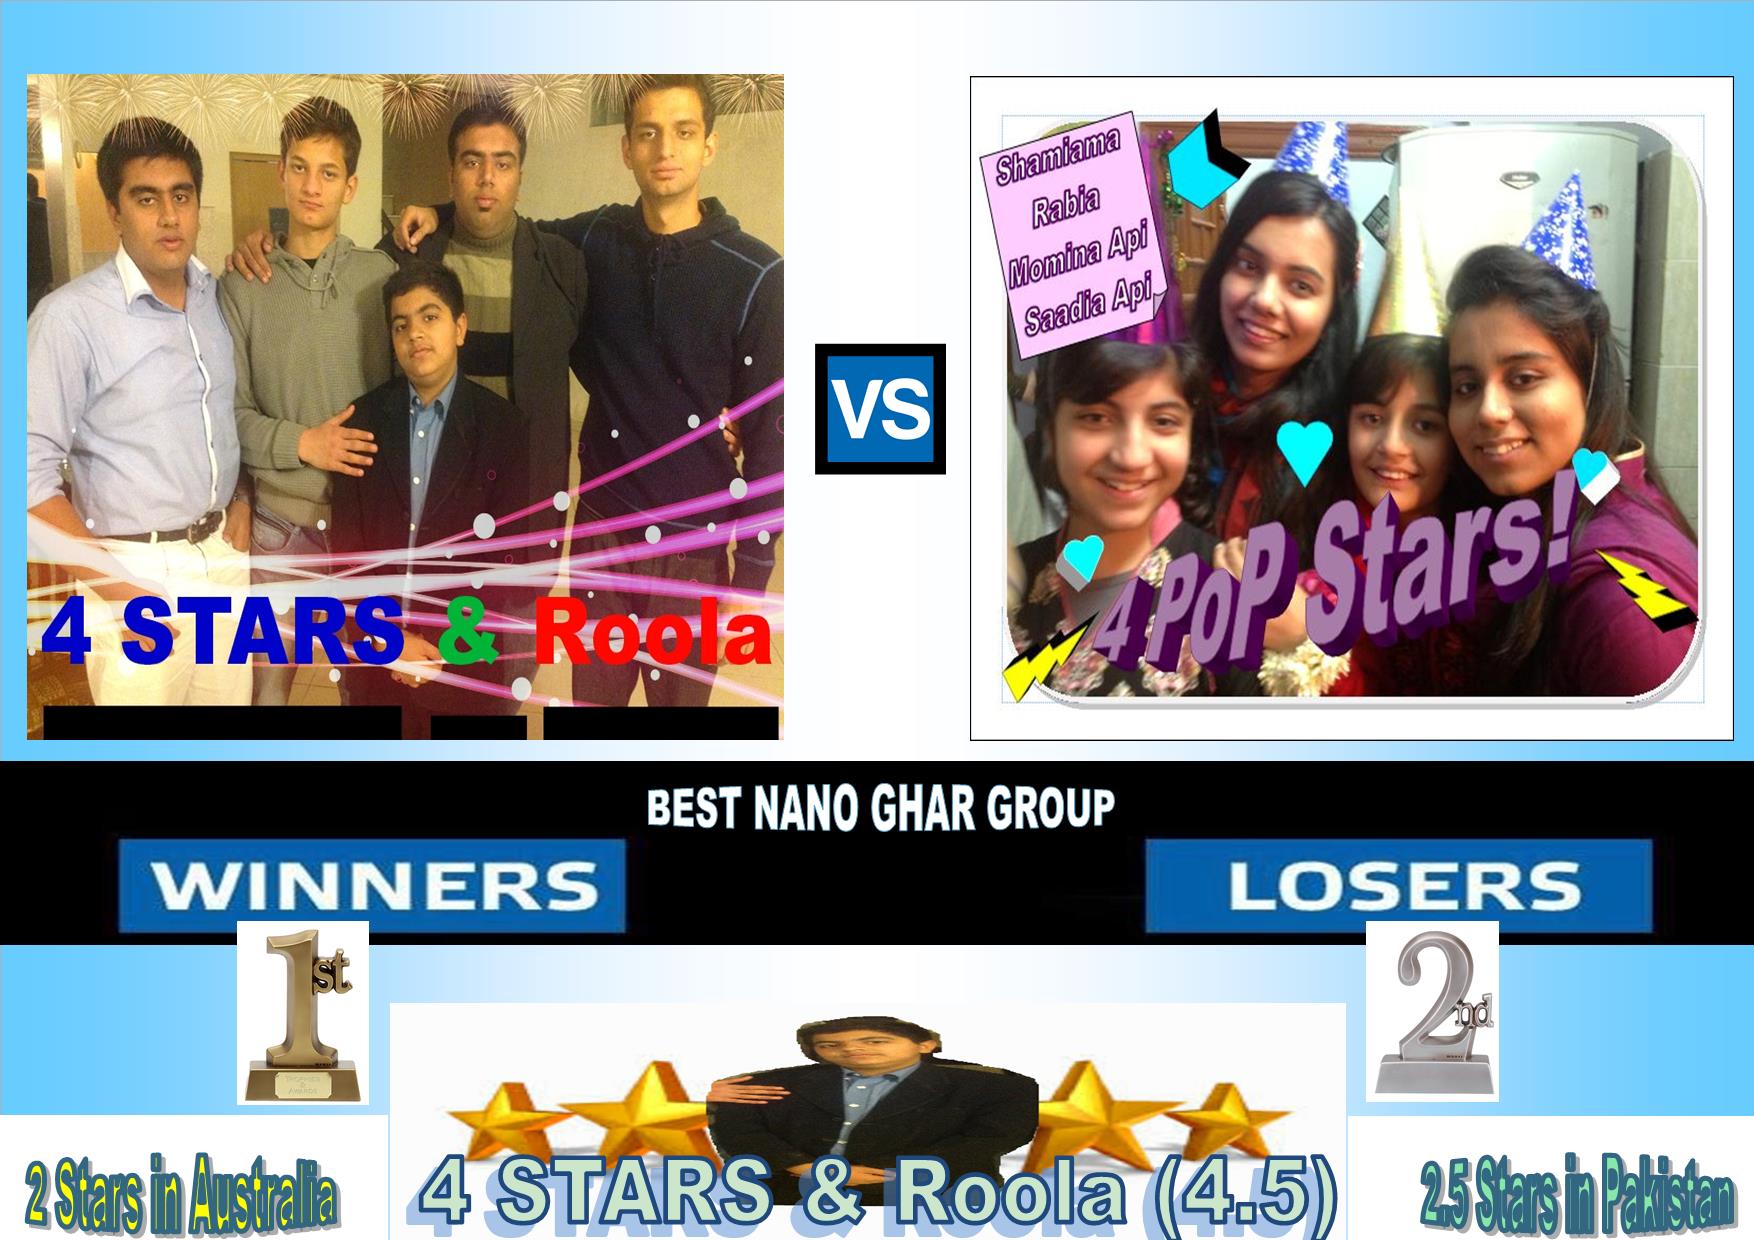 4 STARS & Roola
VS
Shamiama
Rabia
Momina Api
Saadia Api
4 PoP Stars!
BEST NANO GHAR GROUP
WINNERS
LOSERS
1st
2nd
4 STARS & Roola (4.5)
2 Stars in Australia
2.5 Stars in Pakistan